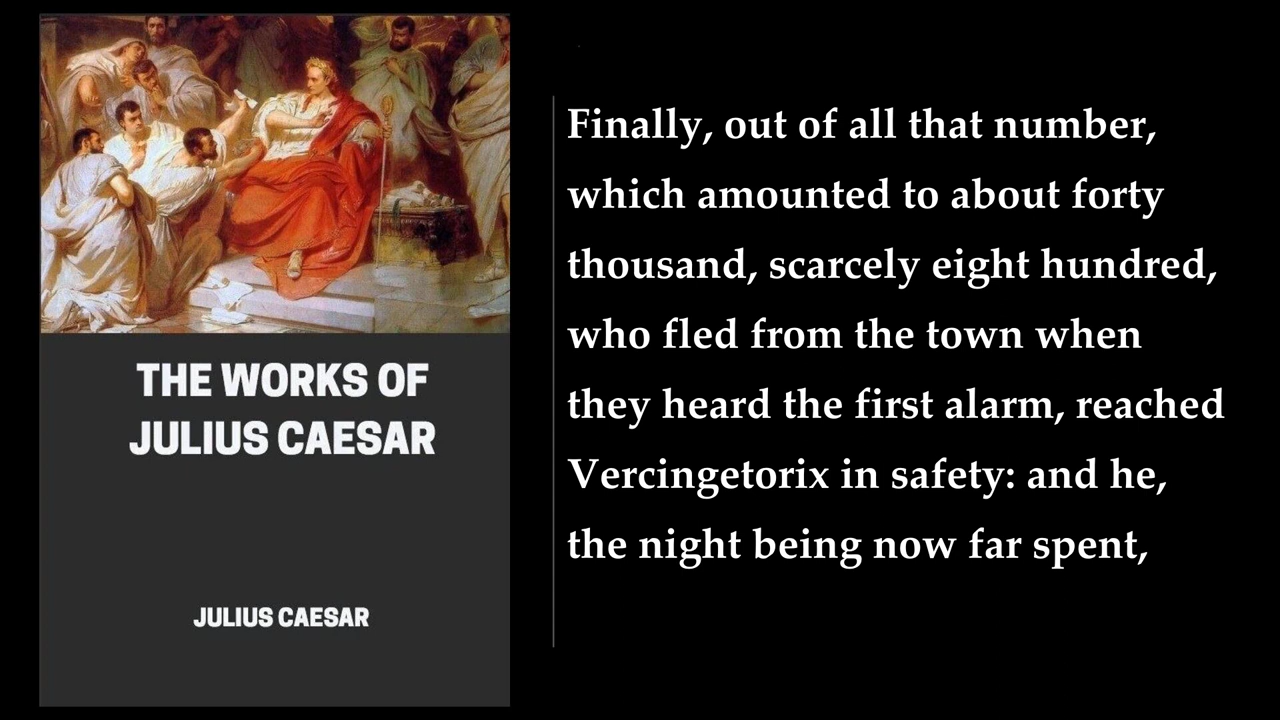 THE WORKS OF
JULIUS CAESAR
JULIUS CAESAR
Finally, out of all that number,
which amounted to about forty
thousand, scarcely eight hundred,
who fled from the town when
they heard the first alarm, reached
Vercingetorix in safety: and he,
the night being now far spent,